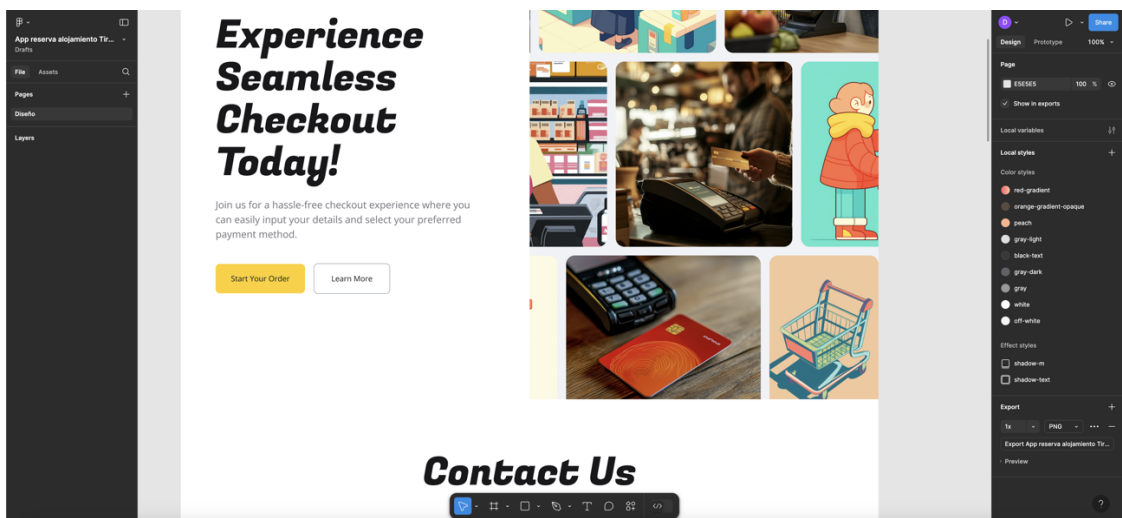 App reserva alojamiento Tir...
Drafts
File
Assets
Pages
Diseño
Layers
Experience
Seamless
Checkout
Today!
Join us for a hassle-free checkout experience where you
can easily input your details and select your preferred
payment method.
Start Your Order
Learn More
Contact Us
D
Share
Design
Prototype
100%
Page
E5E5E5
100
%
Show in exports
Local variables
Local styles
Color styles
red-gradient
orange-gradient-opaque
peach
gray-light
black-text
gray-dark
gray
white
off-white
Effect styles
shadow-m
shadow-text
Export
1x
PNG
Export App reserva alojamiento Tir...
Preview
?